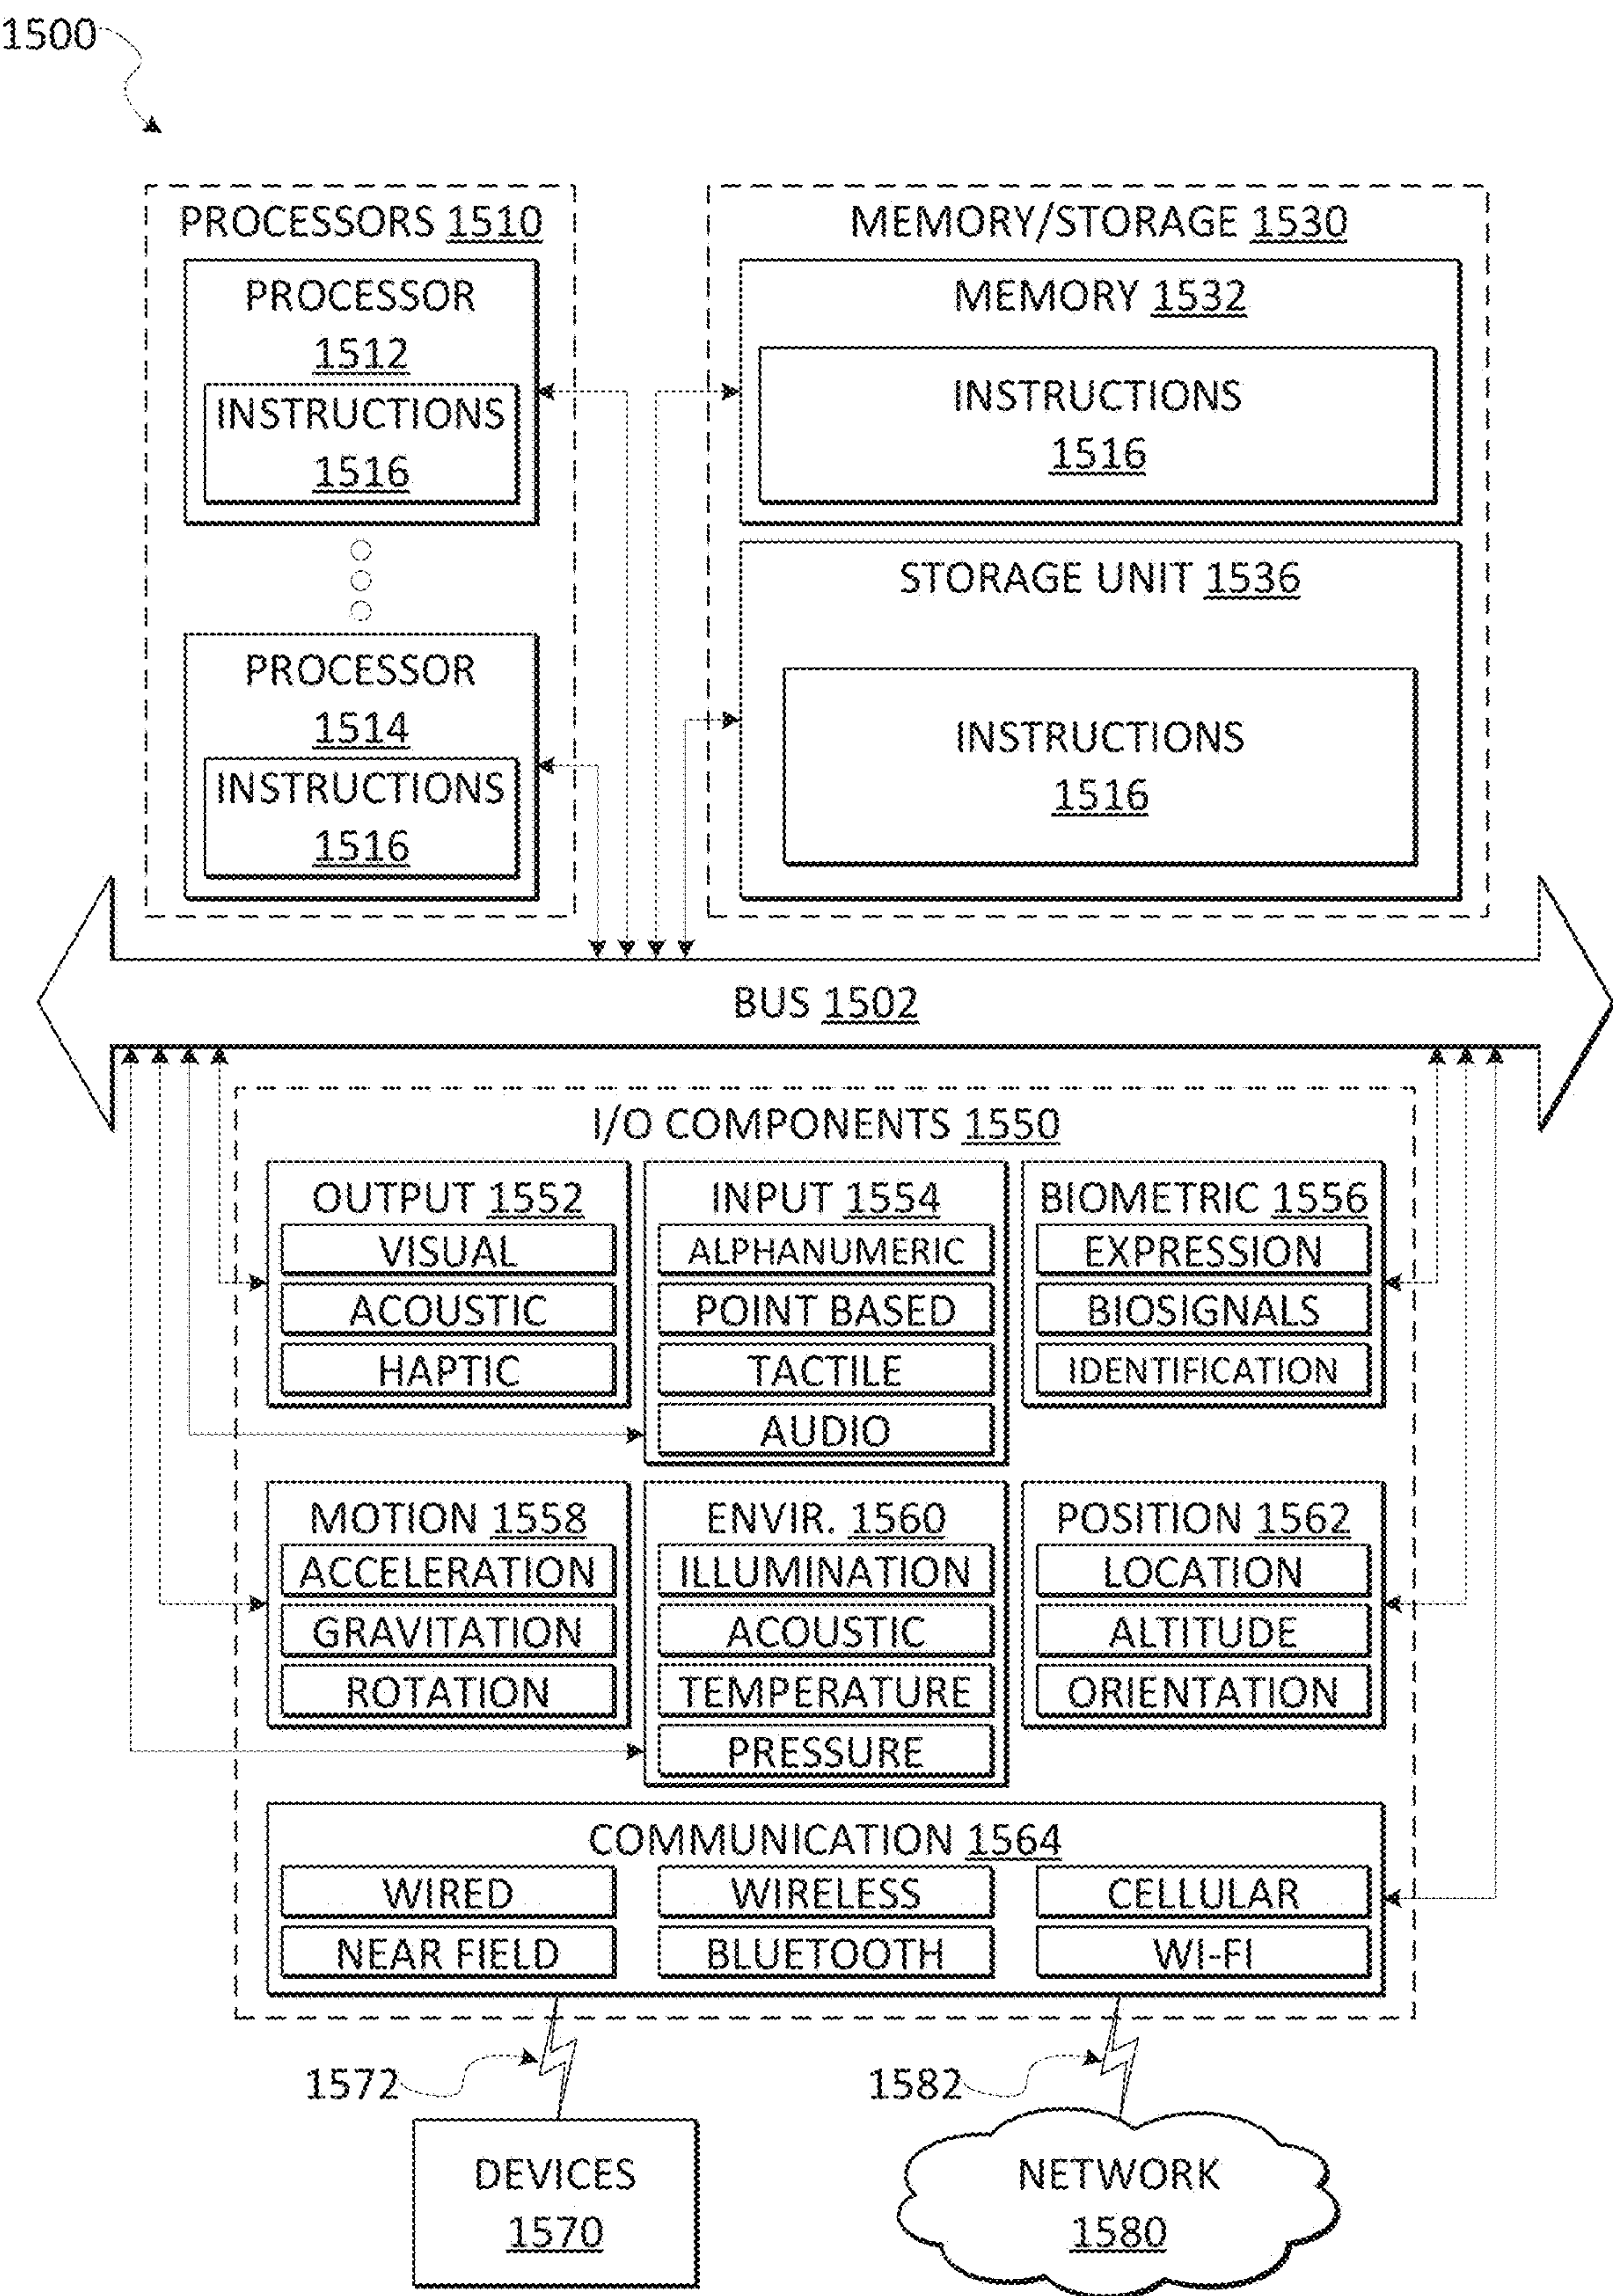 1500
PROCESSORS 1510
PROCESSOR
1512
INSTRUCTIONS
1516
PROCESSOR
1514
INSTRUCTIONS
1516
MEMORY/STORAGE 1530
MEMORY 1532
INSTRUCTIONS
1516
STORAGE UNIT 1536
INSTRUCTIONS
1516
BUS 1502
I/O COMPONENTS 1550
OUTPUT 1552
VISUAL
ACOUSTIC
HAPTIC
INPUT 1554
ALPHANUMERIC
POINT BASED
TACTILE
AUDIO
BIOMETRIC 1556
EXPRESSION
BIOSIGNALS
IDENTIFICATION
MOTION 1558
ACCELERATION
GRAVITATION
ROTATION
ENVIR. 1560
ILLUMINATION
ACOUSTIC
TEMPERATURE
PRESSURE
POSITION 1562
LOCATION
ALTITUDE
ORIENTATION
COMMUNICATION 1564
WIRED
WIRELESS
CELLULAR
NEAR FIELD
BLUETOOTH
WI-FI
1572
1582
DEVICES
1570
NETWORK
1580